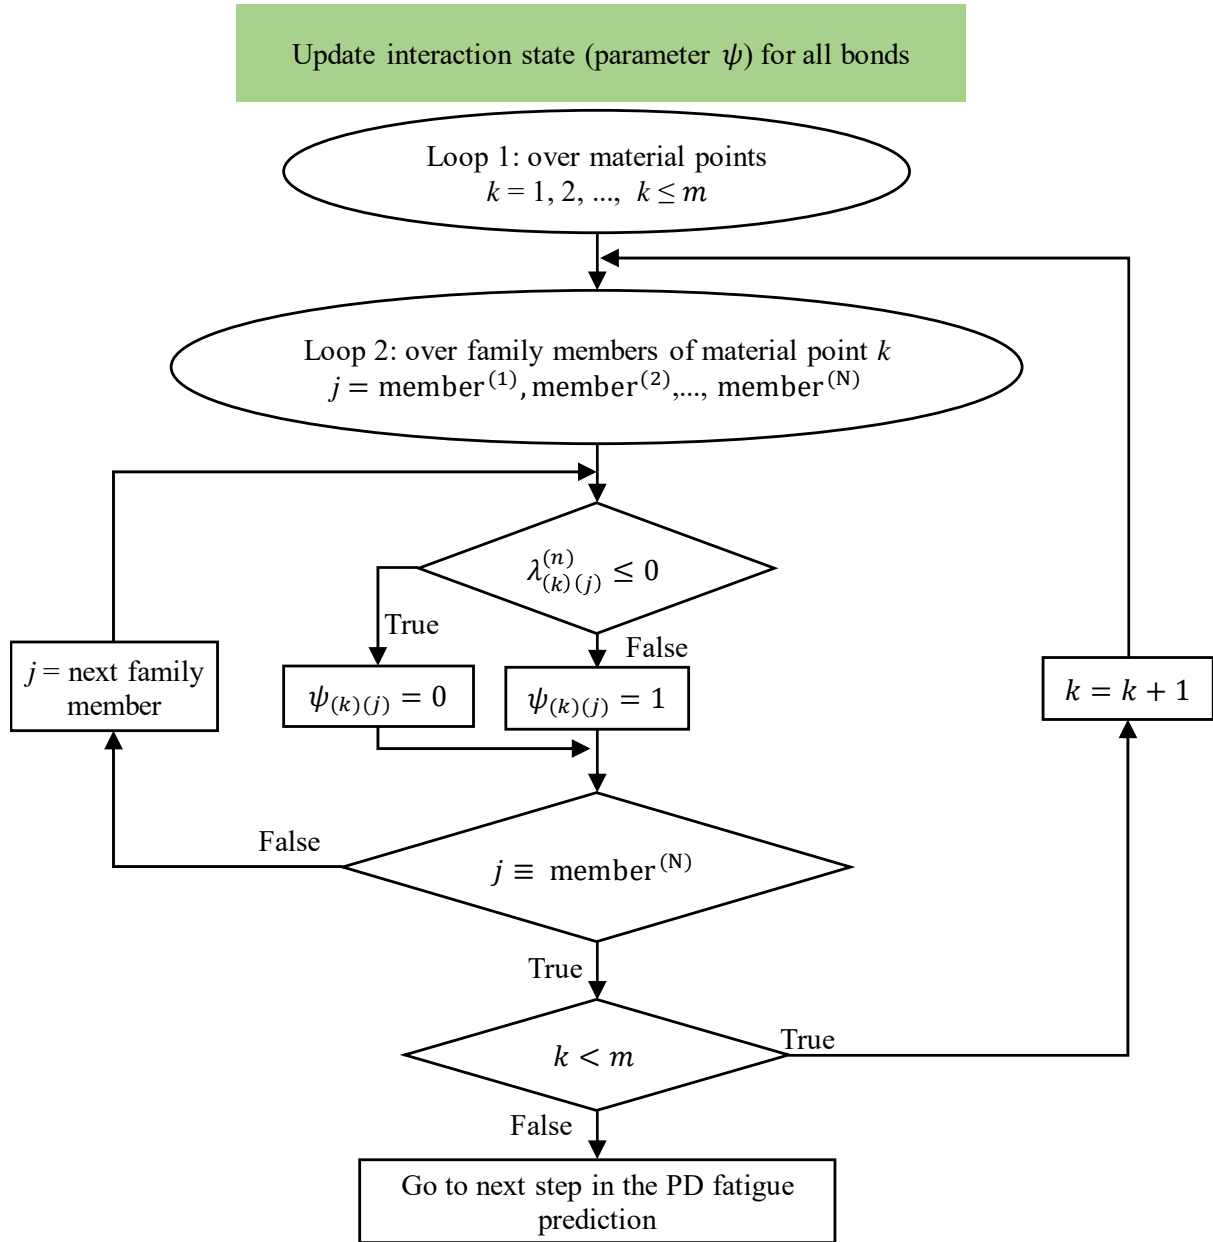 Update interaction state (parameter ψ) for all bonds
Loop 1: over material points
k = 1, 2, ..., k ≤ m
Loop 2: over family members of material point k
j = member⁽¹⁾, member⁽²⁾,..., member⁽ᴺ⁾
λ₍ₖ₎₍ⱼ₎⁽ⁿ⁾ ≤ 0
True
False
j = next family
member
ψ₍ₖ₎₍ⱼ₎ = 0
ψ₍ₖ₎₍ⱼ₎ = 1
k = k + 1
False
j ≡ member⁽ᴺ⁾
True
k < m
True
False
Go to next step in the PD fatigue
prediction